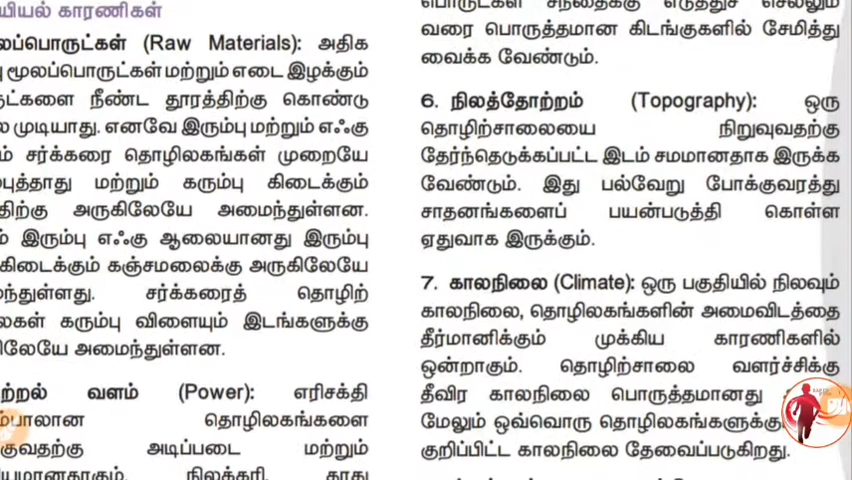 யியல் காரணிகள்
லப்பொருட்கள் (Raw Materials): அதிக
மூலப்பொருட்கள் மற்றும் எடை இழக்கும்
ட்களை நீண்ட தூரத்திற்கு கொண்டு
முடியாது. எனவே இரும்பு மற்றும் எஃகு
ம் சர்க்கரை தொழிலகங்கள் முறையே
புத்தாது மற்றும் கரும்பு கிடைக்கும்
திற்கு அருகிலேயே அமைந்துள்ளன.
ம் இரும்பு எஃகு ஆலையானது இரும்பு
கிடைக்கும் கஞ்சமலைக்கு அருகிலேயே
ந்துள்ளது. சர்க்கரைத் தொழிற்
லகள் கரும்பு விளையும் இடங்களுக்கு
லேயே அமைந்துள்ளன.
ற்றல் வளம் (Power): எரிசக்தி
ம்பாலான தொழிலகங்களை
குவதற்கு அடிப்படை மற்றும்
யமானதாகும். நிலக்கரி, காது
பொருட்கள் சந்தைக்கு எடுத்துச் செல்லும்
வரை பொருத்தமான கிடங்குகளில் சேமித்து
வைக்க வேண்டும்.
6. நிலத்தோற்றம் (Topography): ஒரு
தொழிற்சாலையை நிறுவுவதற்கு
தேர்ந்தெடுக்கப்பட்ட இடம் சமமானதாக இருக்க
வேண்டும். இது பல்வேறு போக்குவரத்து
சாதனங்களைப் பயன்படுத்தி கொள்ள
ஏதுவாக இருக்கும்.
7. காலநிலை (Climate): ஒரு பகுதியில் நிலவும்
காலநிலை, தொழிலகங்களின் அமைவிடத்தை
தீர்மானிக்கும் முக்கிய காரணிகளில்
ஒன்றாகும். தொழிற்சாலை வளர்ச்சிக்கு
தீவிர காலநிலை பொருத்தமானது
மேலும் ஒவ்வொரு தொழிலகங்களுக்கு
குறிப்பிட்ட காலநிலை தேவைப்படுகிறது.